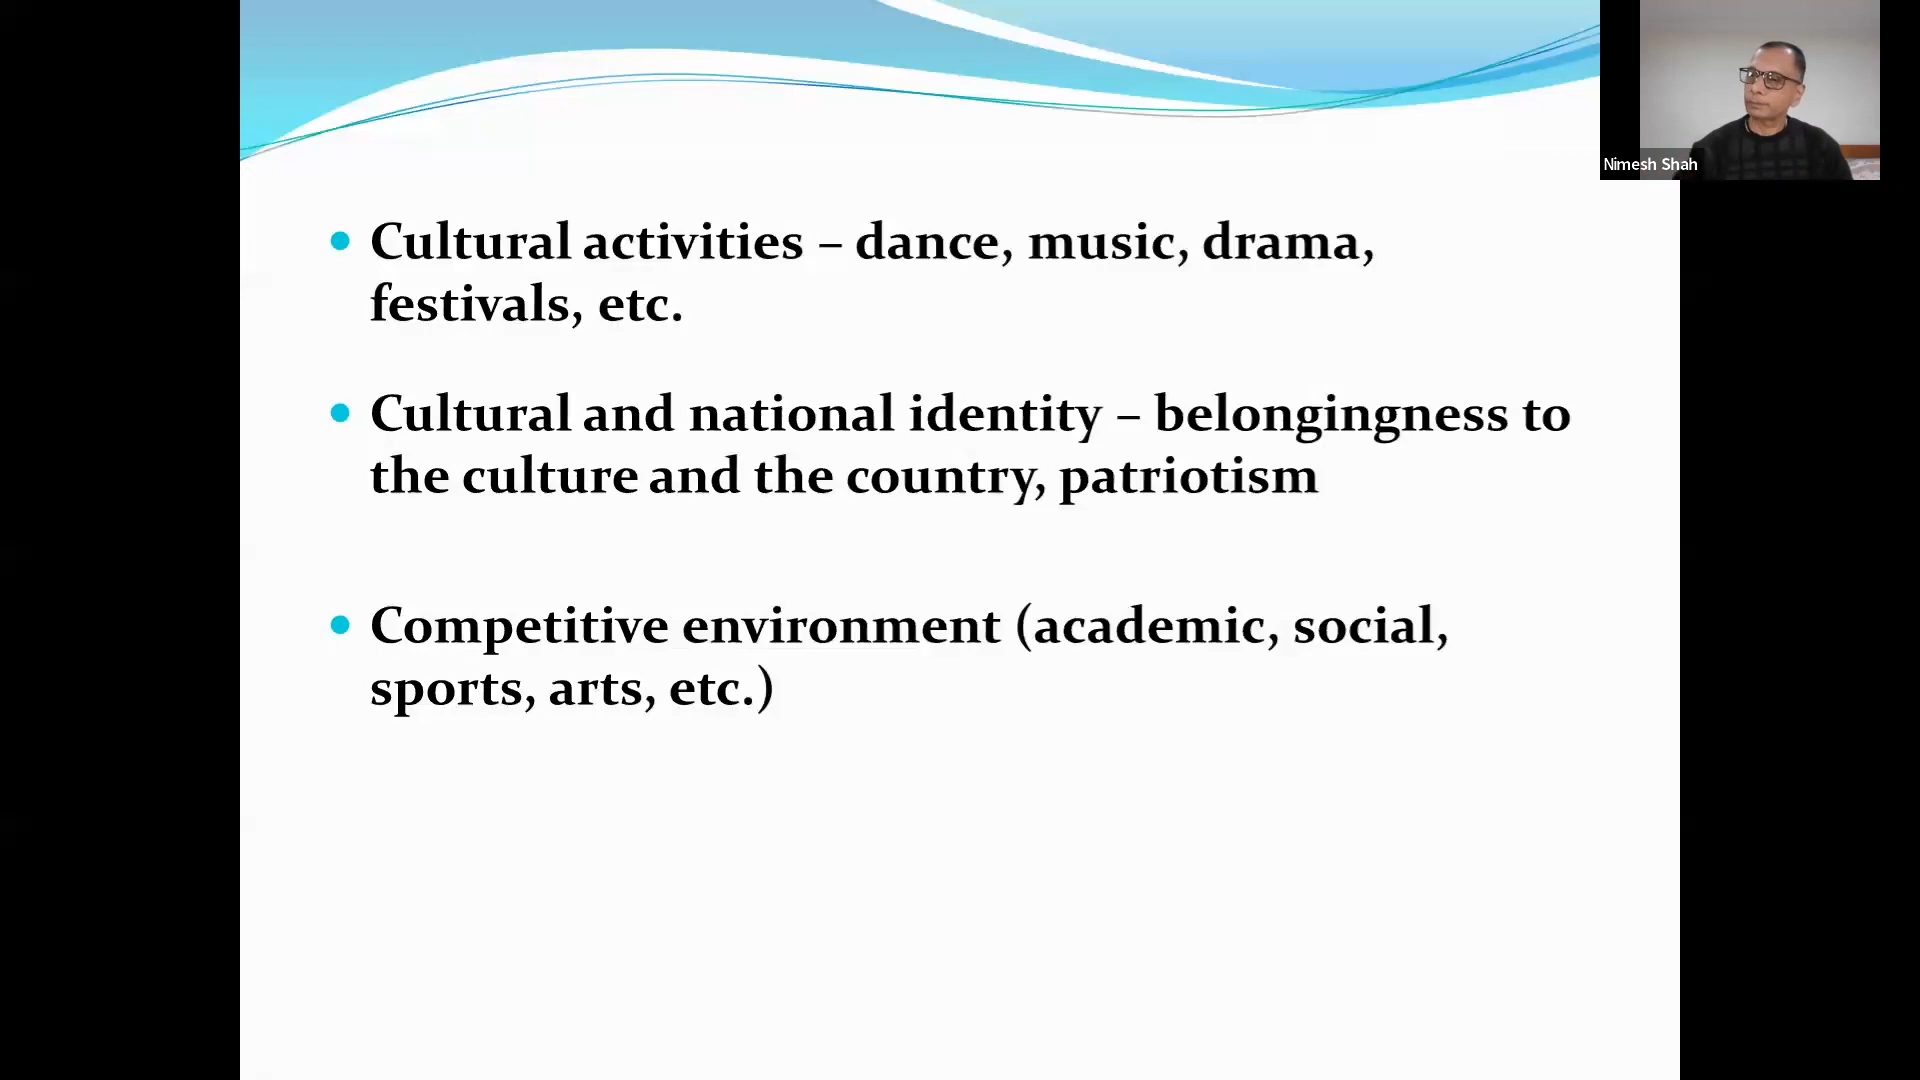 Nimesh Shah
• Cultural activities – dance, music, drama,
festivals, etc.
• Cultural and national identity – belongingness to
the culture and the country, patriotism
• Competitive environment (academic, social,
sports, arts, etc.)